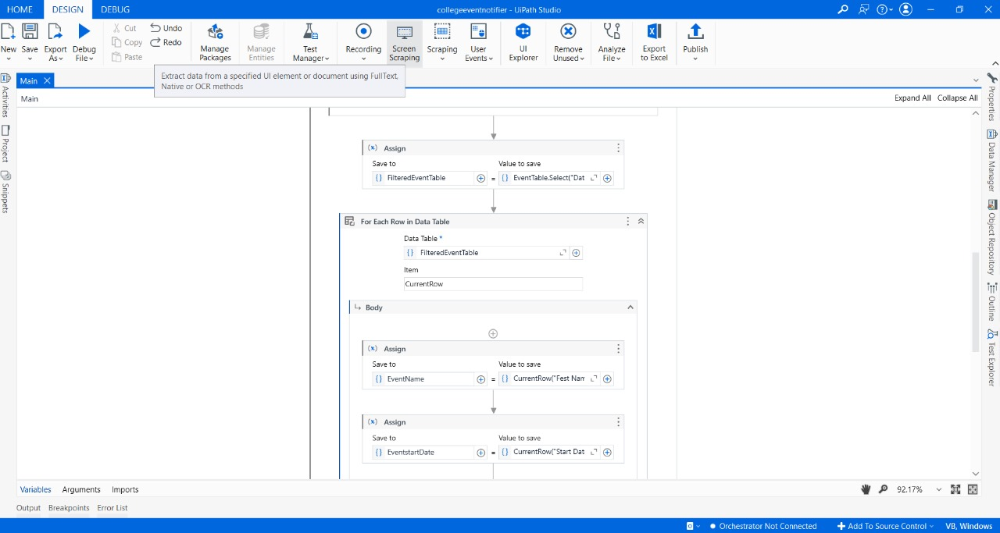 HOME DESIGN DEBUG
collegeeventnotifier - UiPath Studio
New Save Export As Debug File
Cut
Copy
Paste
Undo
Redo
Manage Packages
Manage Entities
Test Manager
Recording
Screen Scraping
Scraping
User Events
UI Explorer
Remove Unused
Analyze File
Export to Excel
Publish
Extract data from a specified UI element or document using FullText,
Native or OCR methods
Main
Main
Expand All Collapse All
Activities
Project
Snippets
Assign
Save to Value to save
FilteredEventTable = EventTable.Select("Dat
For Each Row in Data Table
Data Table *
FilteredEventTable
Item
CurrentRow
Body
Assign
Save to Value to save
EventName = CurrentRow("Fest Nam
Assign
Save to Value to save
EventstartDate = CurrentRow("Start Dat
Properties
Data Manager
Object Repository
Outline
Test Explorer
Variables Arguments Imports
92.17%
Output Breakpoints Error List
Orchestrator Not Connected
Add To Source Control
VB, Windows